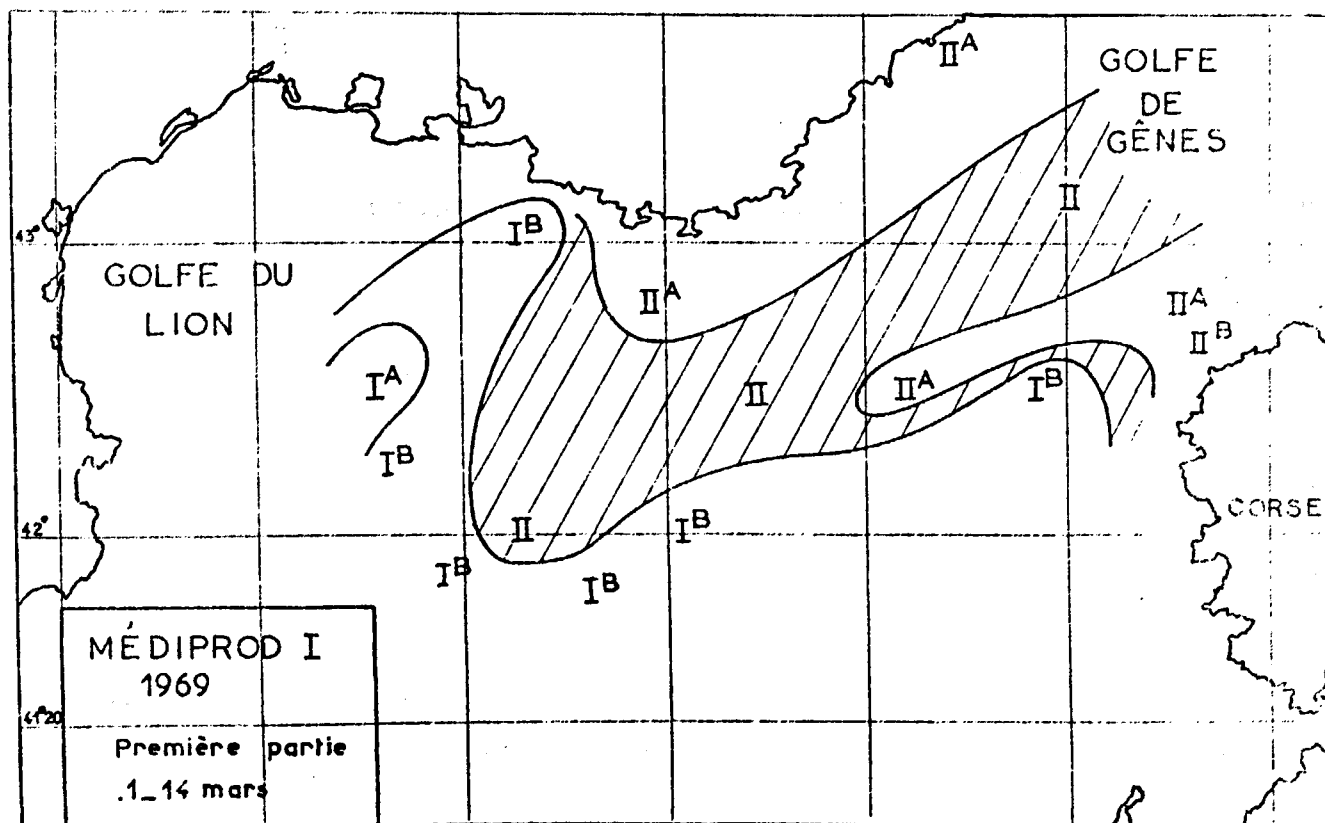 II^A
GOLFE
DE
GÊNES
II
43°
I^B
GOLFE DU
LION
II^A
II^A
II^B
I^A
II
II^A
I^B
I^B
CORSE
42°
II
I^B
I^B
I^B
MÉDIPROD I
1969
41°20
Première partie
.1_14 mars